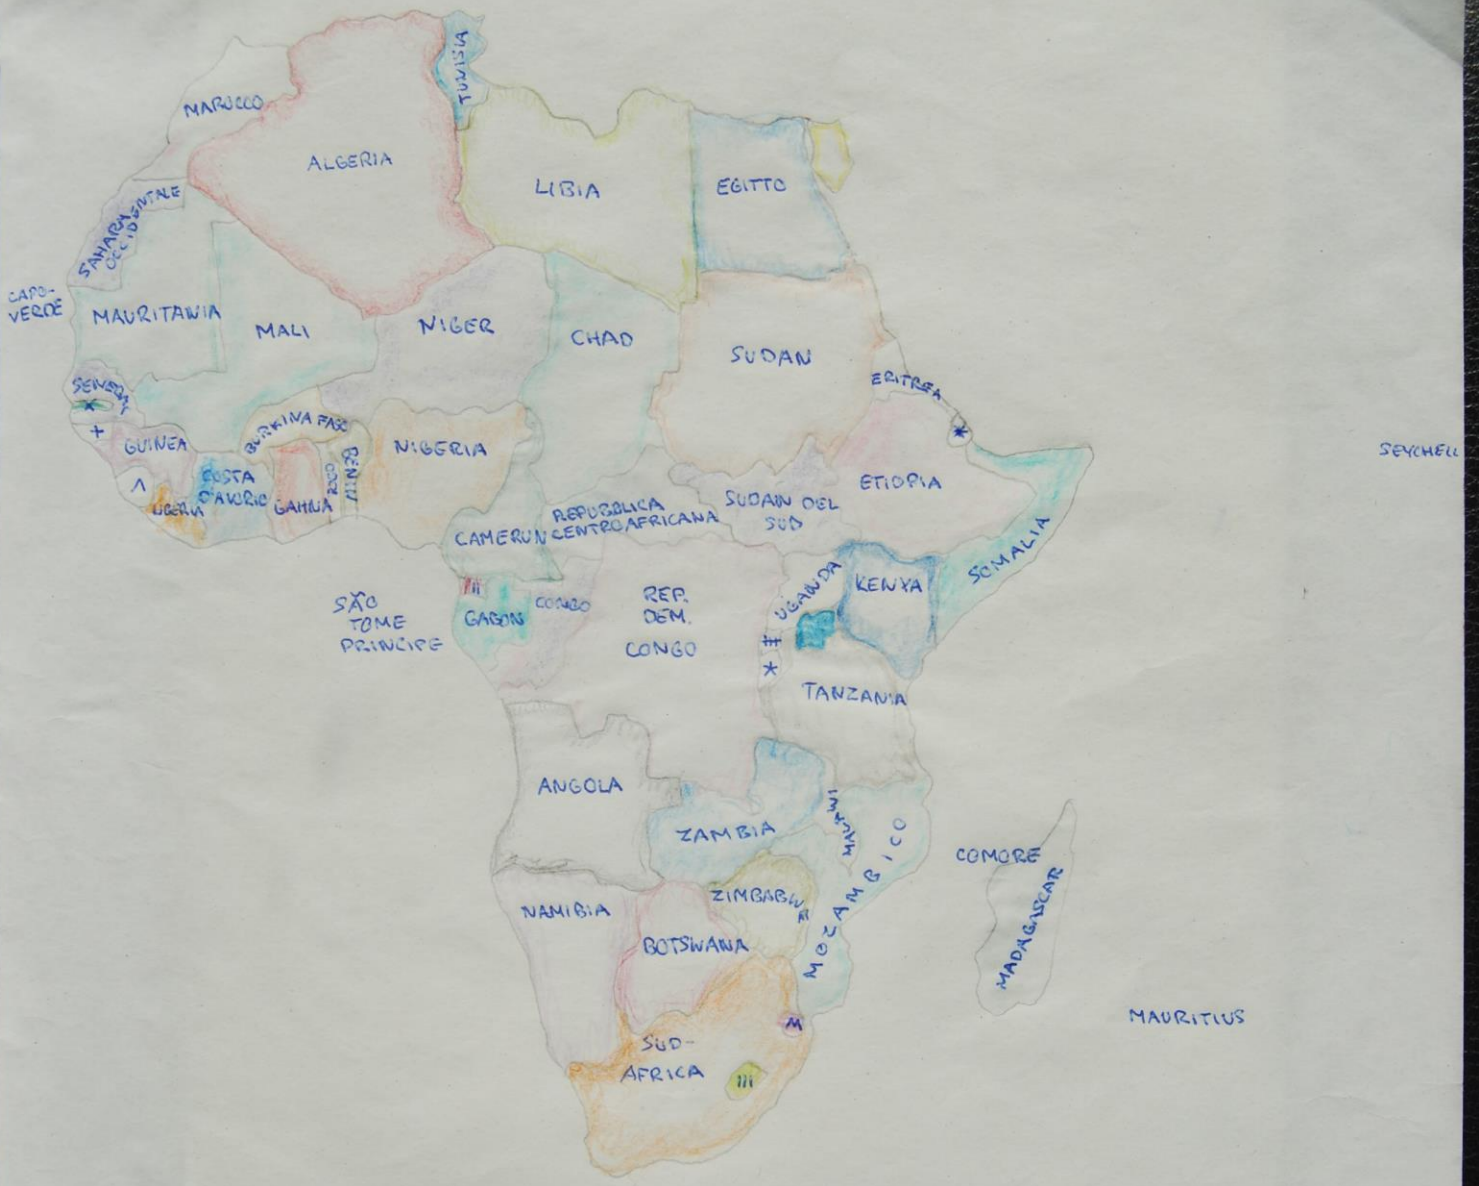 TUNISIA
MAROCCO
ALGERIA
LIBIA
EGITTO
SAHARA
OCCIDENTALE
CAPO-
VERDE
MAURITANIA
MALI
NIGER
CHAD
SUDAN
ERITREA
SENEGAL
GUINEA
BURKINA FASO
BENIN
TOGO
NIGERIA
COSTA
D'AVORIO
LIBERIA
GAHNA
CAMERUN
REPUBBLICA
CENTROAFRICANA
SUDAN DEL
SUD
ETIOPIA
SOMALIA
SEYCHELL
SÃO
TOME
PRINCIPE
GABON
CONGO
REP.
DEM.
CONGO
UGANDA
KENYA
TANZANIA
ANGOLA
ZAMBIA
MALAWI
MOZAMBICO
COMORE
MADAGASCAR
NAMIBIA
BOTSWANA
ZIMBABWE
MAURITIUS
SUD-
AFRICA